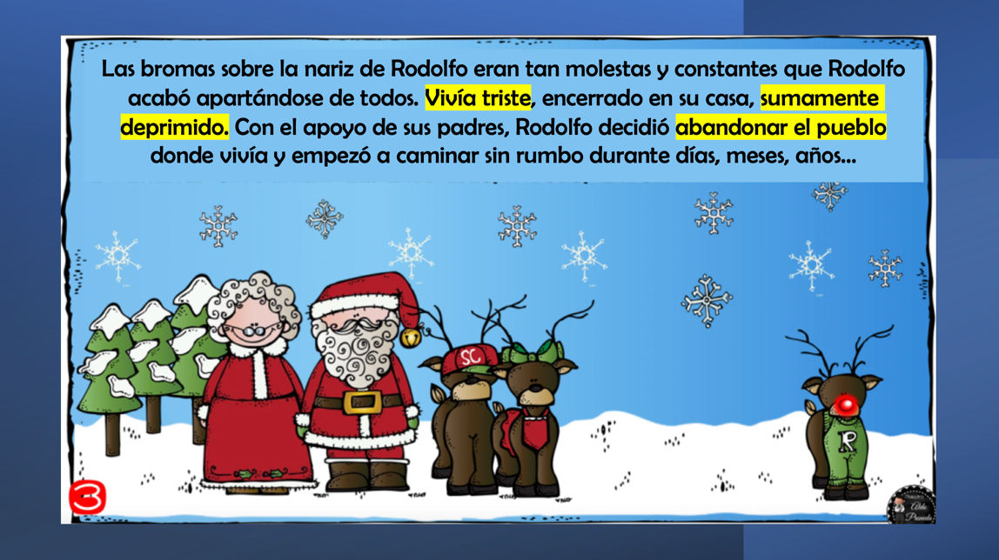 Las bromas sobre la nariz de Rodolfo eran tan molestas y constantes que Rodolfo
acabó apartándose de todos. Vivía triste, encerrado en su casa, sumamente
deprimido. Con el apoyo de sus padres, Rodolfo decidió abandonar el pueblo
donde vivía y empezó a caminar sin rumbo durante días, meses, años...
SC
R
3